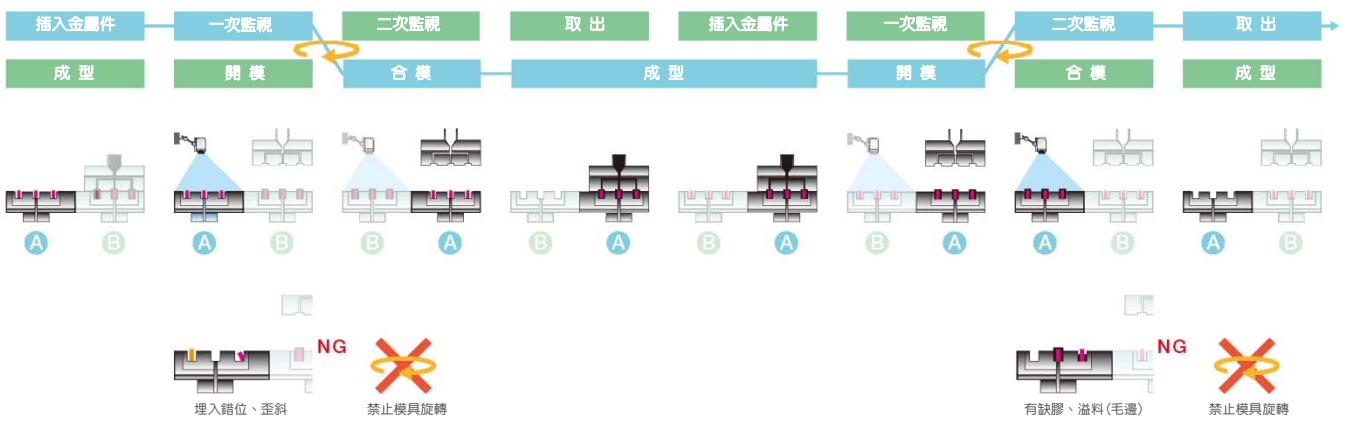 插入金屬件 一次監視 二次監視 取 出 插入金屬件 一次監視 二次監視 取 出
成 型 開 模 合 模 成 型 開 模 合 模 成 型
A B A B B A B A B A B A A B A B
NG NG
埋入錯位、歪斜 禁止模具旋轉 有缺膠、溢料(毛邊) 禁止模具旋轉